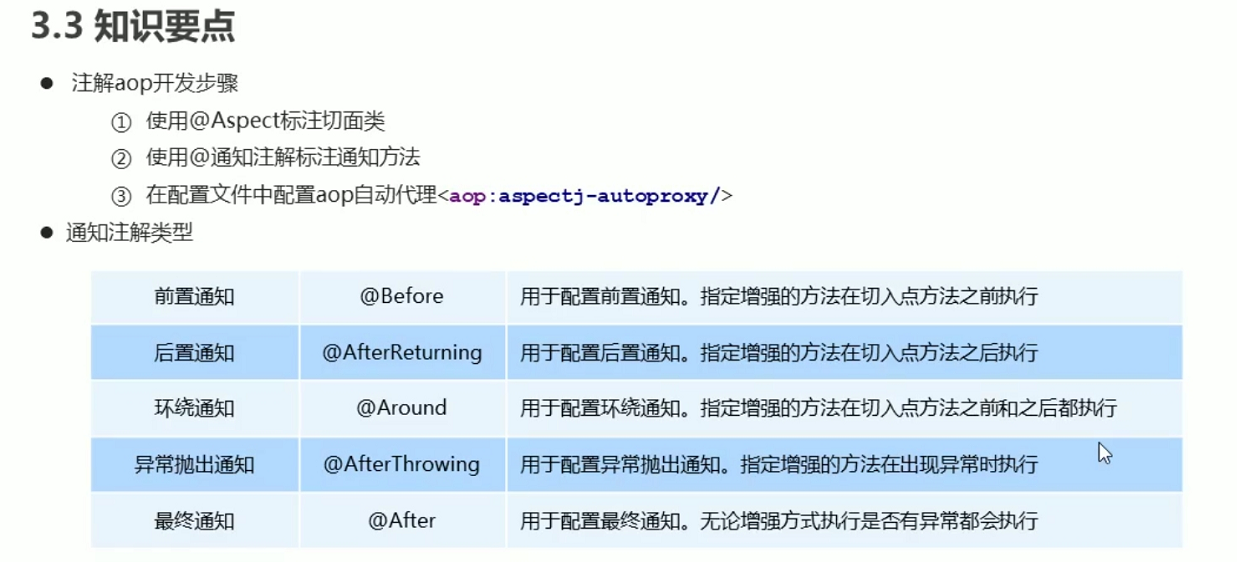 3.3 知识要点
● 注解aop开发步骤
① 使用@Aspect标注切面类
② 使用@通知注解标注通知方法
③ 在配置文件中配置aop自动代理<aop:aspectj-autoproxy/>
● 通知注解类型
前置通知 @Before 用于配置前置通知。指定增强的方法在切入点方法之前执行
后置通知 @AfterReturning 用于配置后置通知。指定增强的方法在切入点方法之后执行
环绕通知 @Around 用于配置环绕通知。指定增强的方法在切入点方法之前和之后都执行
异常抛出通知 @AfterThrowing 用于配置异常抛出通知。指定增强的方法在出现异常时执行
最终通知 @After 用于配置最终通知。无论增强方式执行是否有异常都会执行